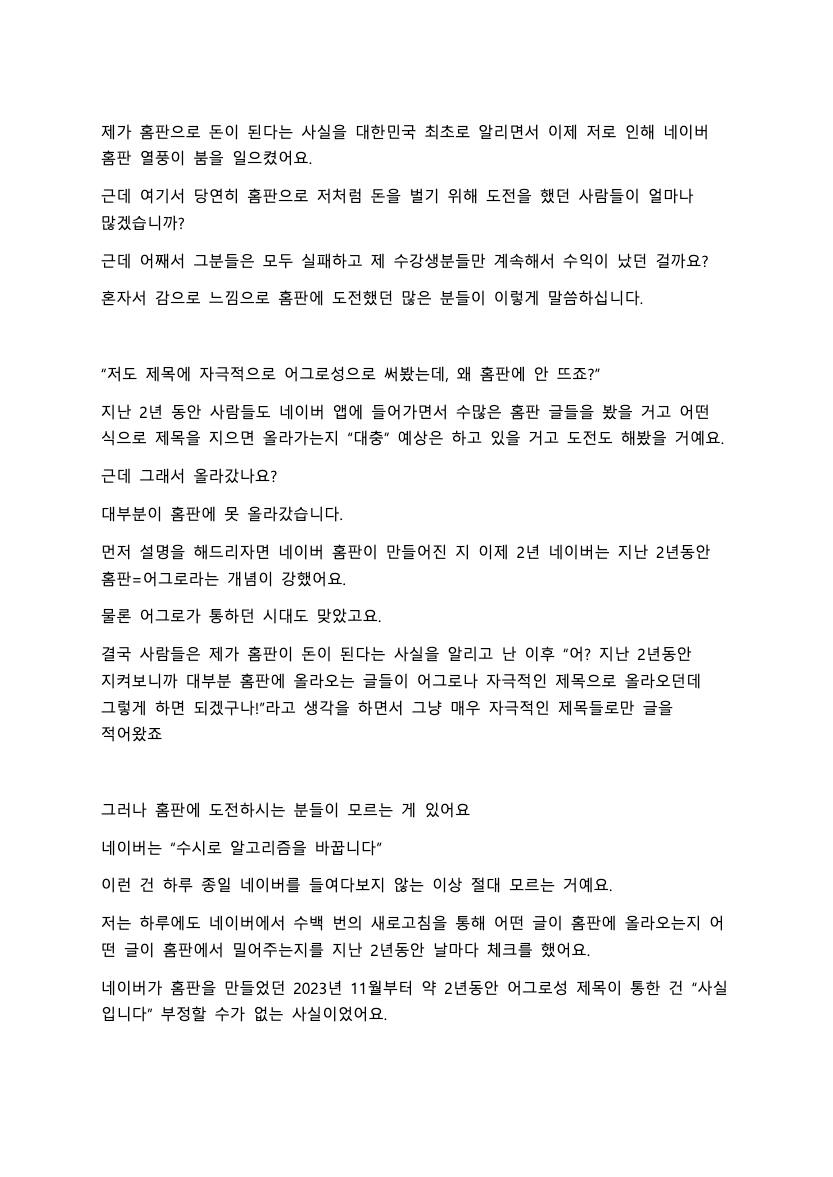 제가 홈판으로 돈이 된다는 사실을 대한민국 최초로 알리면서 이제 저로 인해 네이버
홈판 열풍이 붐을 일으켰어요.
근데 여기서 당연히 홈판으로 저처럼 돈을 벌기 위해 도전을 했던 사람들이 얼마나
많겠습니까?
근데 어째서 그분들은 모두 실패하고 제 수강생분들만 계속해서 수익이 났던 걸까요?
혼자서 감으로 느낌으로 홈판에 도전했던 많은 분들이 이렇게 말씀하십니다.
“저도 제목에 자극적으로 어그로성으로 써봤는데, 왜 홈판에 안 뜨죠?”
지난 2년 동안 사람들도 네이버 앱에 들어가면서 수많은 홈판 글들을 봤을 거고 어떤
식으로 제목을 지으면 올라가는지 “대충” 예상은 하고 있을 거고 도전도 해봤을 거예요.
근데 그래서 올라갔나요?
대부분이 홈판에 못 올라갔습니다.
먼저 설명을 해드리자면 네이버 홈판이 만들어진 지 이제 2년 네이버는 지난 2년동안
홈판=어그로라는 개념이 강했어요.
물론 어그로가 통하던 시대도 맞았고요.
결국 사람들은 제가 홈판이 돈이 된다는 사실을 알리고 난 이후 “어? 지난 2년동안
지켜보니까 대부분 홈판에 올라오는 글들이 어그로나 자극적인 제목으로 올라오던데
그렇게 하면 되겠구나!”라고 생각을 하면서 그냥 매우 자극적인 제목들로만 글을
적어왔죠
그러나 홈판에 도전하시는 분들이 모르는 게 있어요
네이버는 “수시로 알고리즘을 바꿉니다”
이런 건 하루 종일 네이버를 들여다보지 않는 이상 절대 모르는 거예요.
저는 하루에도 네이버에서 수백 번의 새로고침을 통해 어떤 글이 홈판에 올라오는지 어
떤 글이 홈판에서 밀어주는지를 지난 2년동안 날마다 체크를 했어요.
네이버가 홈판을 만들었던 2023년 11월부터 약 2년동안 어그로성 제목이 통한 건 “사실
입니다” 부정할 수가 없는 사실이었어요.